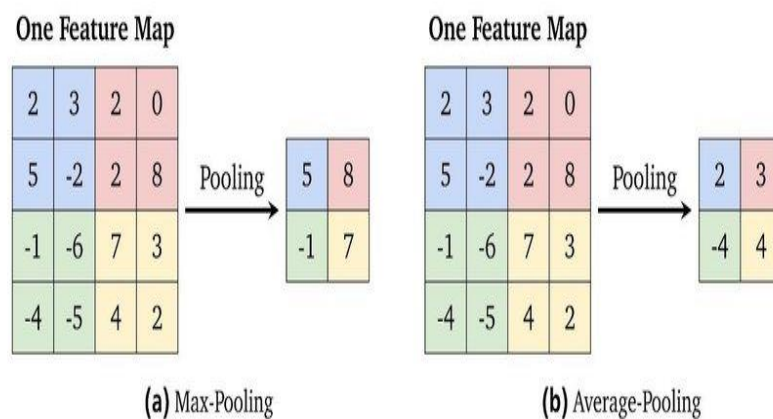 One Feature Map One Feature Map
2 3 2 0 2 3 2 0
5 -2 2 8 Pooling 5 8 5 -2 2 8 Pooling 2 3
-1 -6 7 3 -1 7 -1 -6 7 3 -4 4
-4 -5 4 2 -4 -5 4 2
(a) Max-Pooling (b) Average-Pooling